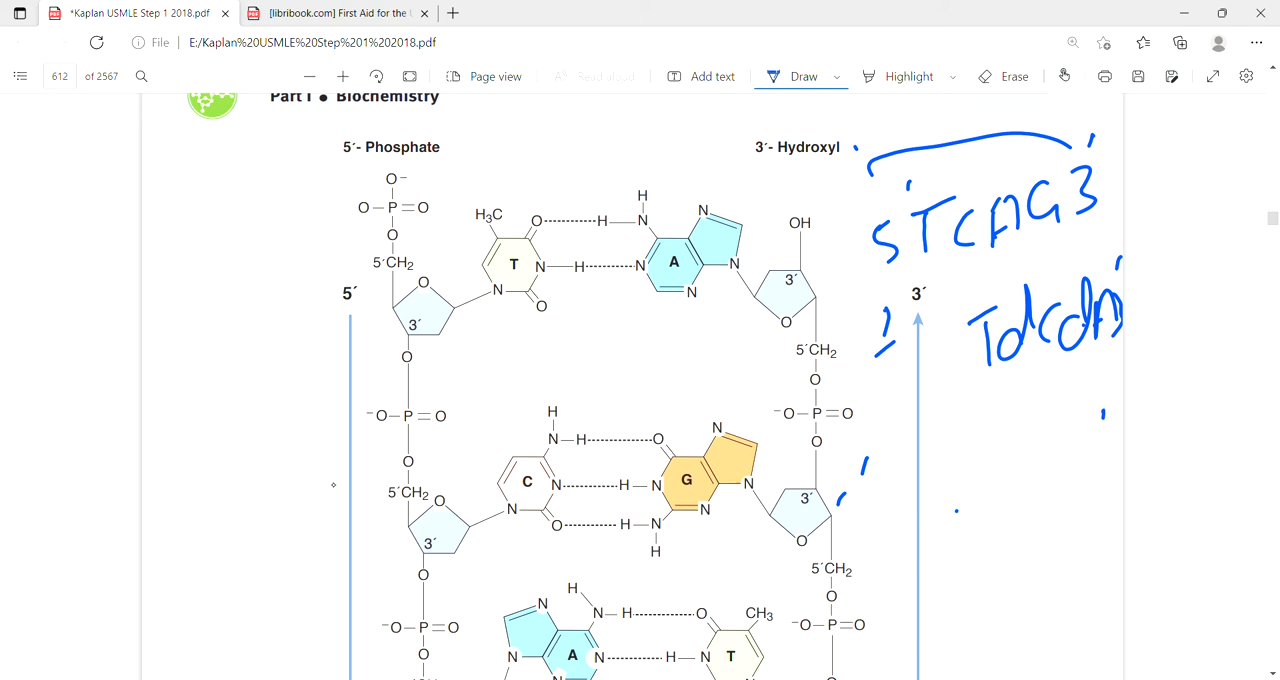 *Kaplan USMLE Step 1 2018.pdf
[libribook.com] First Aid for the
File
E:/Kaplan%20USMLE%20Step%201%202018.pdf
612 of 2567
Page view
Read aloud
Add text
Draw
Highlight
Erase
Part I ● Biochemistry
5′- Phosphate
3′- Hydroxyl
5' TCAG 3'
O−
O P O
O
H3C
O H N
H
N
OH
5′CH2
T
N H N
A
N
N
N
O
3′
5′
3′
O
3′
O
O
5′CH2
O
−O P O
−O P O
O
H
N H O
N
O
5′CH2
C
N H N
G
N
3′
O
N
O H N
N
H
O
3′
5′CH2
O
O
H
N
N H O
CH3
−O P O
−O P O
O
N
A
N H N
T